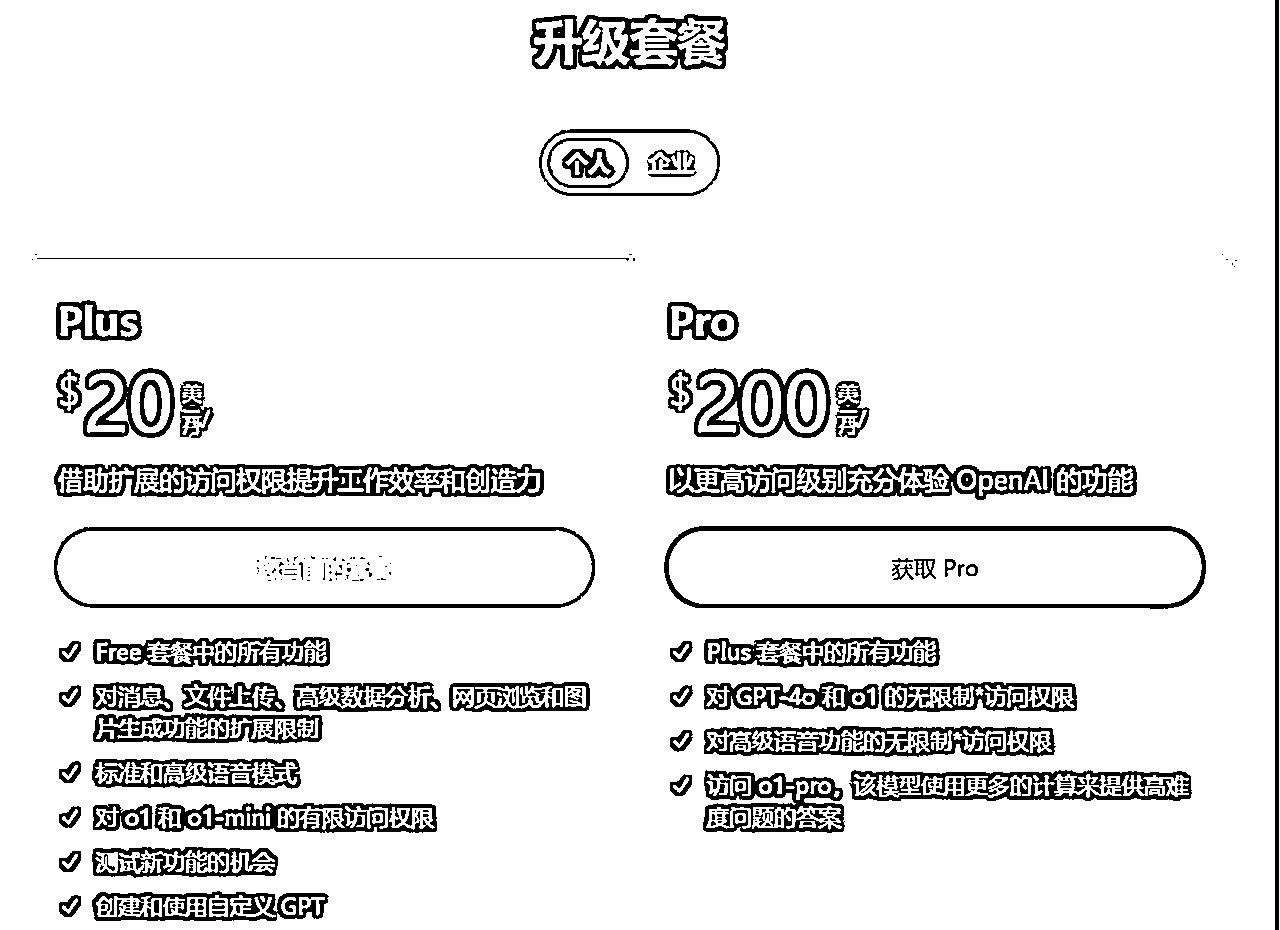 升级套餐
个人
企业
Plus
$20
美元/
月
借助扩展的访问权限提升工作效率和创造力
Free 套餐中的所有功能
对消息、文件上传、高级数据分析、网页浏览和图
片生成功能的扩展限制
标准和高级语音模式
对 o1 和 o1-mini 的有限访问权限
测试新功能的机会
创建和使用自定义 GPT
Pro
$200
以更高访问级别充分体验 OpenAI 的功能
获取 Pro
Plus 套餐中的所有功能
对 GPT-4o 和 o1 的无限制*访问权限
对高级语音功能的无限制*访问权限
访问 o1-pro，该模型使用更多的计算来提供高难
度问题的答案